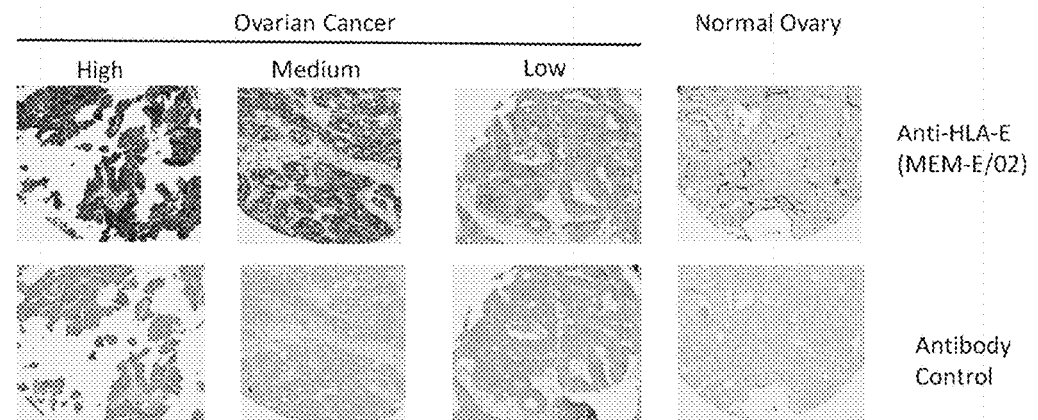 Ovarian Cancer
Normal Ovary
High
Medium
Low
Anti-HLA-E
(MEM-E/02)
Antibody
Control